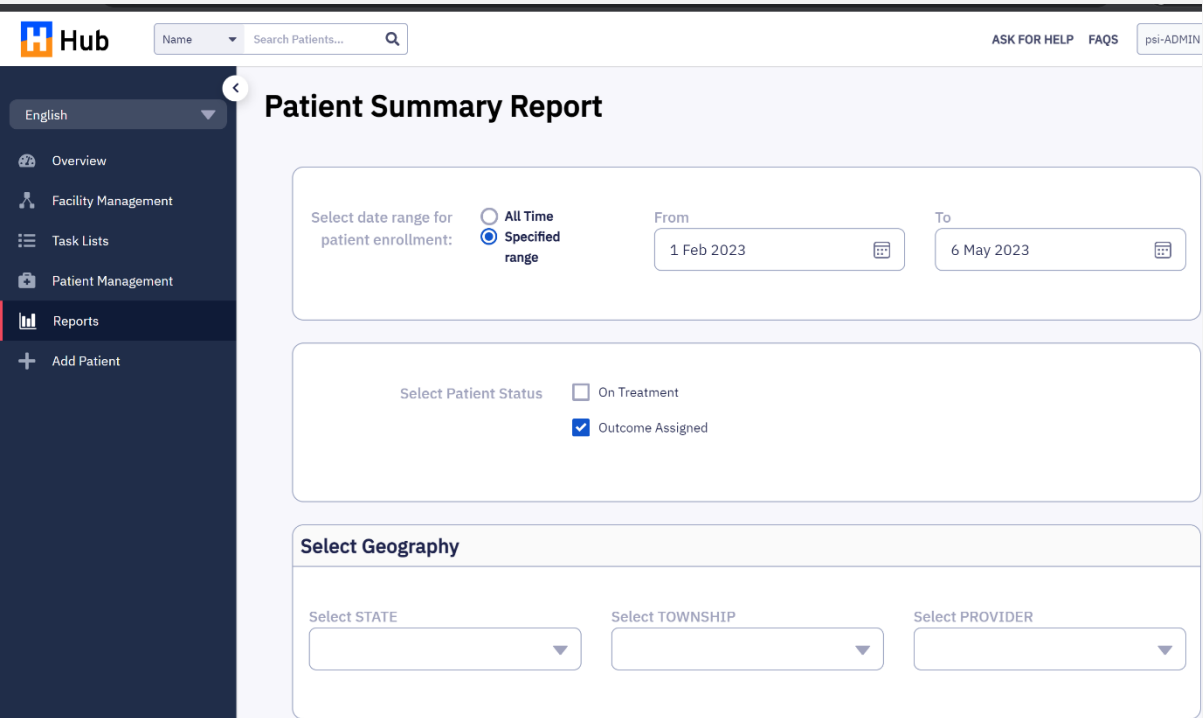 Hub
Name
Search Patients...
ASK FOR HELP FAQS
psi-ADMIN
English
Overview
Facility Management
Task Lists
Patient Management
Reports
Add Patient
Patient Summary Report
Select date range for
patient enrollment:
All Time
Specified
range
From
1 Feb 2023
To
6 May 2023
Select Patient Status
On Treatment
Outcome Assigned
Select Geography
Select STATE
Select TOWNSHIP
Select PROVIDER